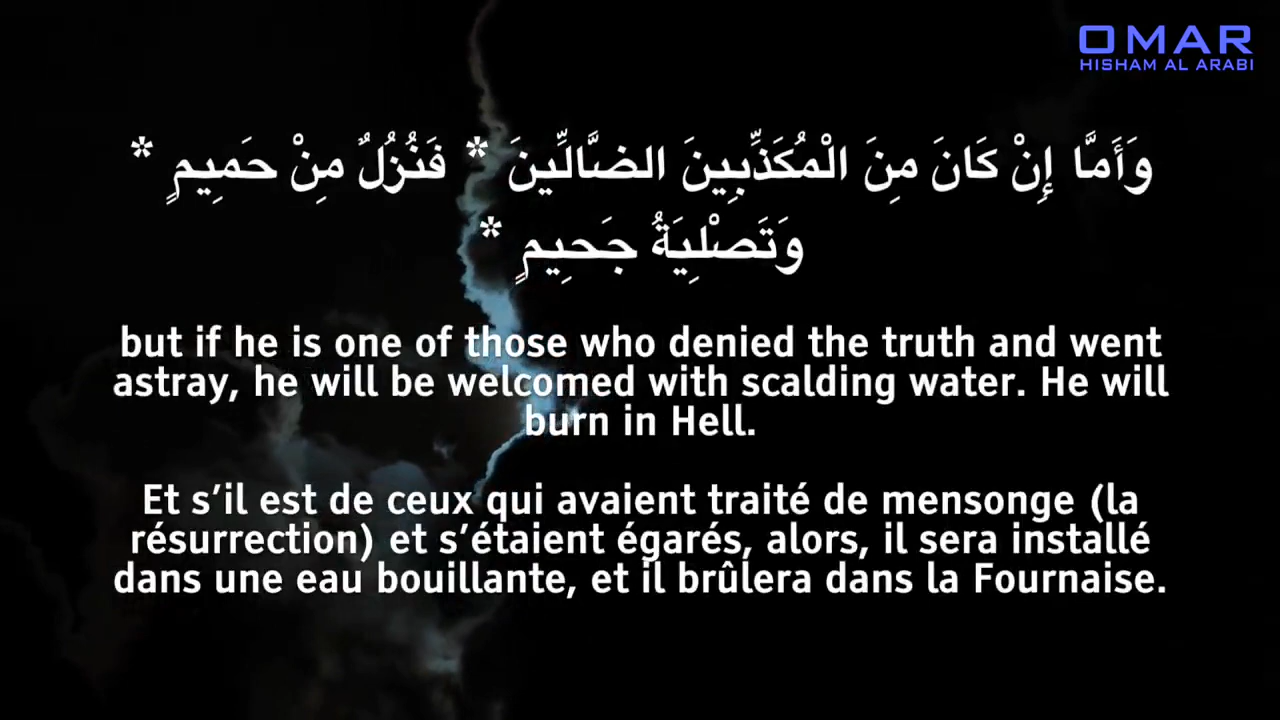 OMAR
HISHAM AL ARABI
وَأَمَّا إِنْ كَانَ مِنَ الْمُكَذِّبِينَ الضَّالِّينَ * فَنُزُلٌ مِنْ حَمِيمٍ *
وَتَصْلِيَةُ جَحِيمٍ *
but if he is one of those who denied the truth and went
astray, he will be welcomed with scalding water. He will
burn in Hell.
Et s’il est de ceux qui avaient traité de mensonge (la
résurrection) et s’étaient égarés, alors, il sera installé
dans une eau bouillante, et il brûlera dans la Fournaise.